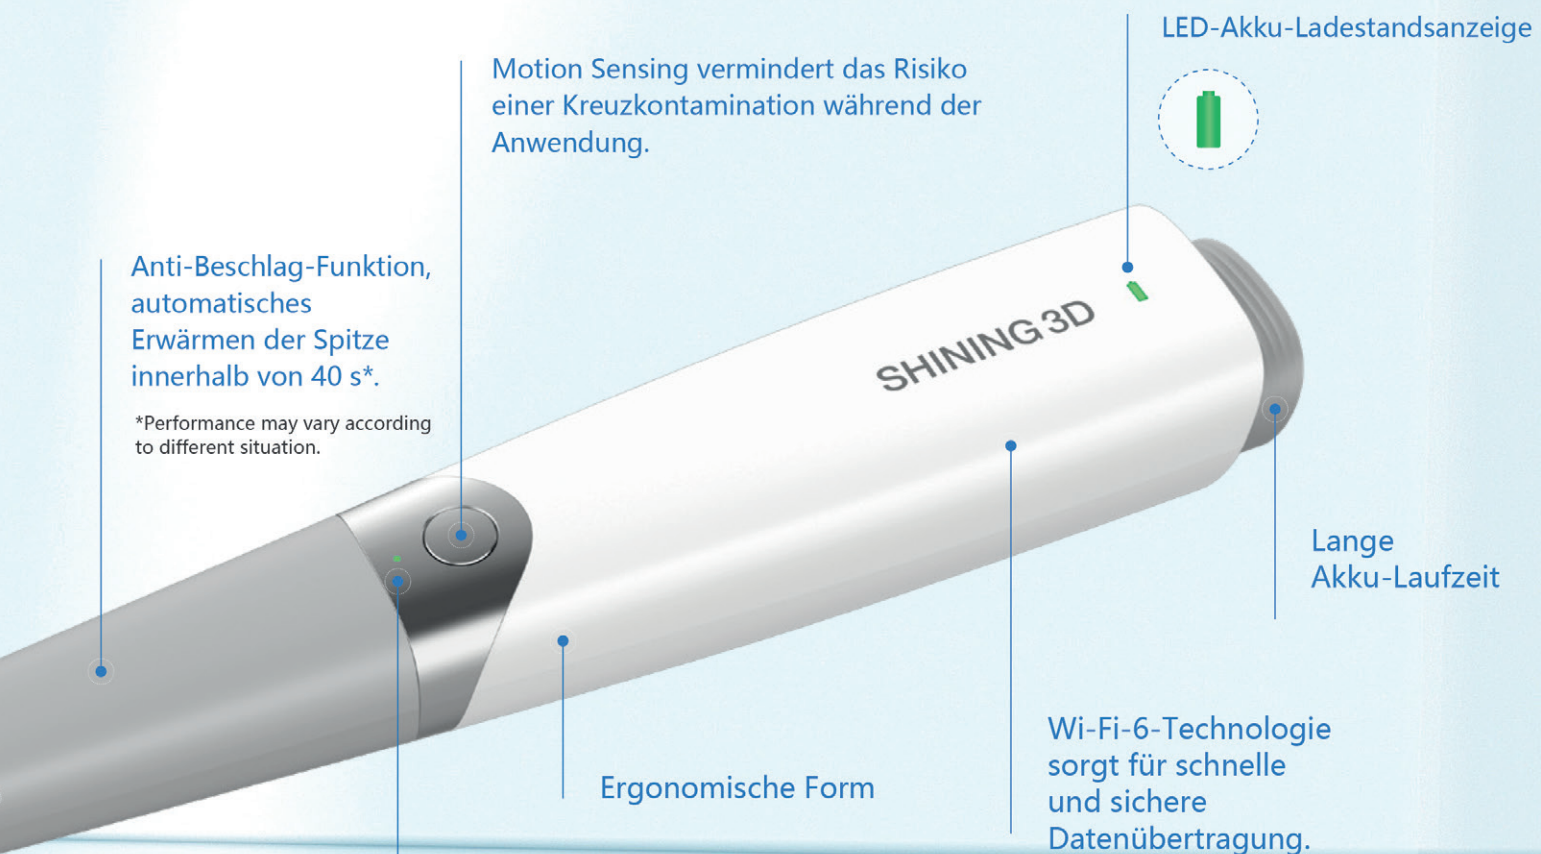 LED-Akku-Ladestandsanzeige
Motion Sensing vermindert das Risiko
einer Kreuzkontamination während der
Anwendung.
Anti-Beschlag-Funktion,
automatisches
Erwärmen der Spitze
innerhalb von 40 s*.
*Performance may vary according
to different situation.
SHINING 3D
Lange
Akku-Laufzeit
Wi-Fi-6-Technologie
sorgt für schnelle
und sichere
Datenübertragung.
Ergonomische Form